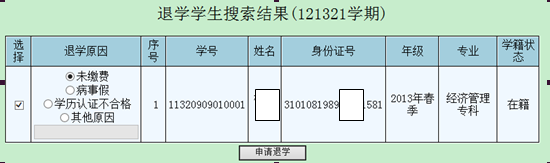 退学学生搜索结果(121321学期)
选择 退学原因 序号 学号 姓名 身份证号 年级 专业 学籍状态
未缴费
病事假
学历认证不合格
其他原因
1 11320909010001 3101081989 1581 2013年春季 经济管理专科 在籍
申请退学